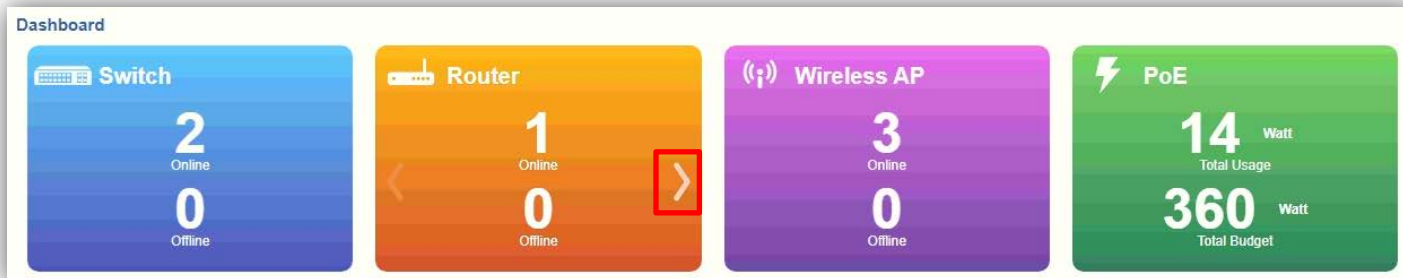 Dashboard
Switch
2
Online
0
Offline
Router
1
Online
0
Offline
Wireless AP
3
Online
0
Offline
PoE
14 Watt
Total Usage
360 Watt
Total Budget